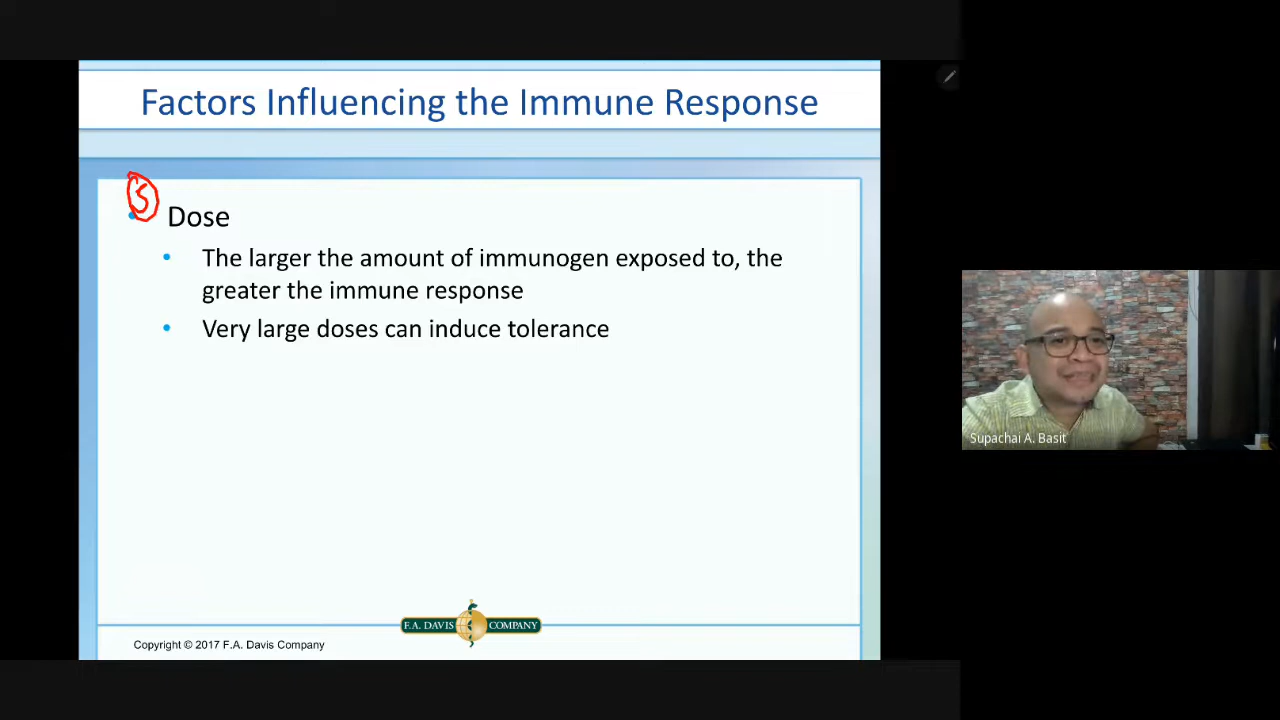 Factors Influencing the Immune Response
5
• Dose
• The larger the amount of immunogen exposed to, the
greater the immune response
• Very large doses can induce tolerance
F.A. DAVIS COMPANY
Copyright © 2017 F.A. Davis Company
Supachai A. Basit